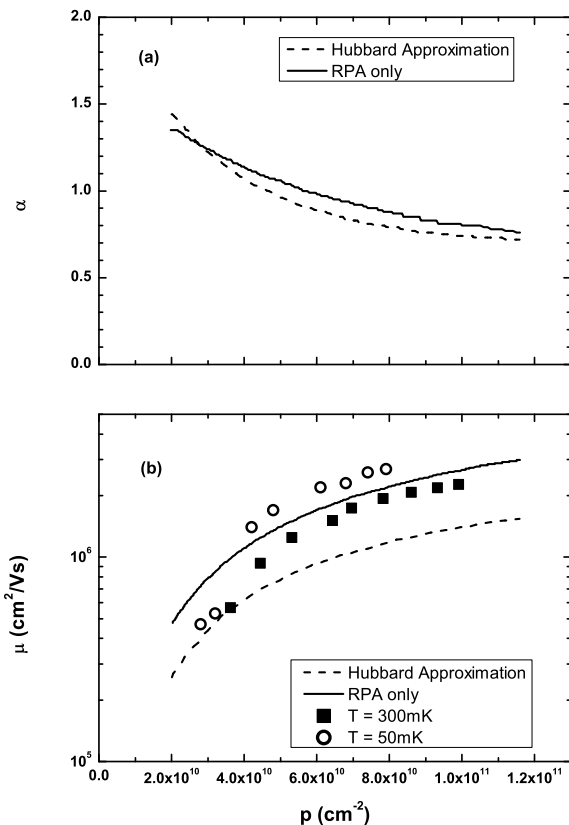 2.0
(a)
Hubbard Approximation
RPA only
1.5
1.0
α
0.5
0.0
(b)
10⁶
μ (cm²/Vs)
Hubbard Approximation
RPA only
T = 300mK
T = 50mK
10⁵
0.0 2.0x10¹⁰ 4.0x10¹⁰ 6.0x10¹⁰ 8.0x10¹⁰ 1.0x10¹¹ 1.2x10¹¹
p (cm⁻²)